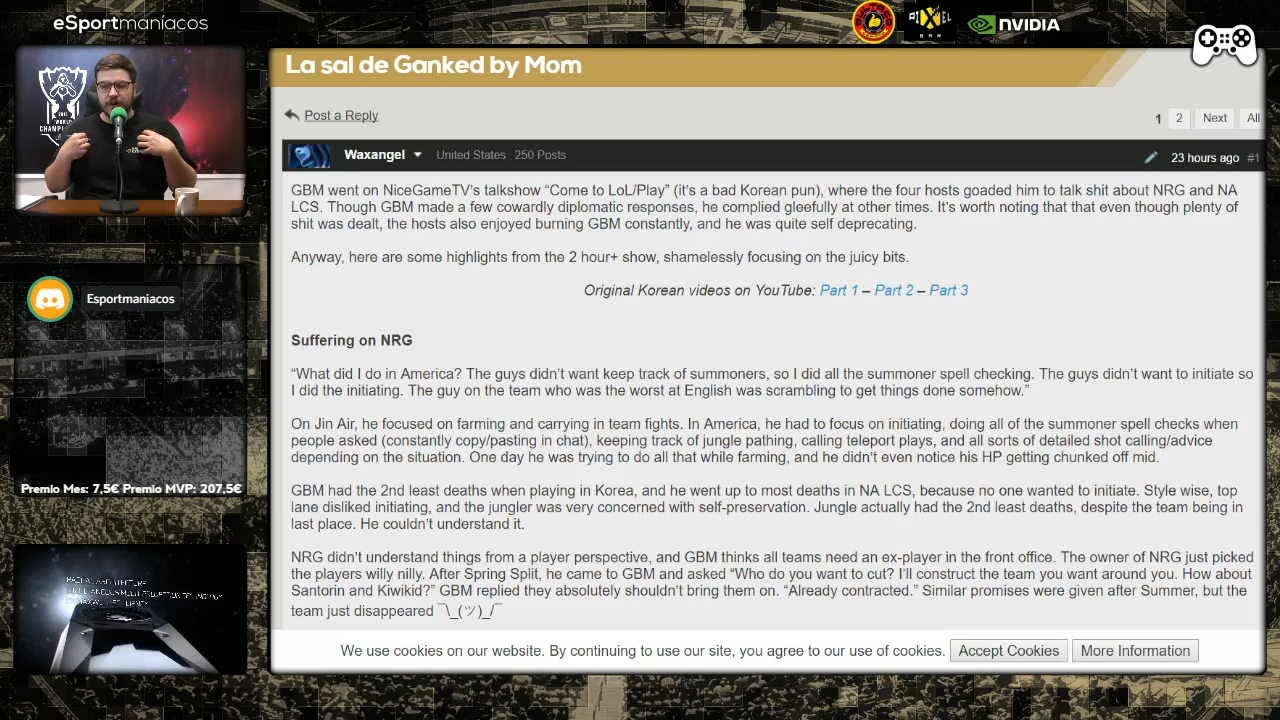 eSportmaníacos
PIXEL
BAR
NVIDIA
WORLD
La sal de Ganked by Mom
Post a Reply
1 2 Next All
Waxangel United States 250 Posts
23 hours ago #1
GBM went on NiceGameTV's talkshow “Come to LoL/Play” (it's a bad Korean pun), where the four hosts goaded him to talk shit about NRG and NA
LCS. Though GBM made a few cowardly diplomatic responses, he complied gleefully at other times. It's worth noting that that even though plenty of
shit was dealt, the hosts also enjoyed burning GBM constantly, and he was quite self deprecating.
Anyway, here are some highlights from the 2 hour+ show, shamelessly focusing on the juicy bits.
Original Korean videos on YouTube: Part 1 – Part 2 – Part 3
Esportmaniacos
Suffering on NRG
“What did I do in America? The guys didn't want keep track of summoners, so I did all the summoner spell checking. The guys didn't want to initiate so
I did the initiating. The guy on the team who was the worst at English was scrambling to get things done somehow.”
On Jin Air, he focused on farming and carrying in team fights. In America, he had to focus on initiating, doing all of the summoner spell checks when
people asked (constantly copy/pasting in chat), keeping track of jungle pathing, calling teleport plays, and all sorts of detailed shot calling/advice
depending on the situation. One day he was trying to do all that while farming, and he didn't even notice his HP getting chunked off mid.
GBM had the 2nd least deaths when playing in Korea, and he went up to most deaths in NA LCS, because no one wanted to initiate. Style wise, top
lane disliked initiating, and the jungler was very concerned with self-preservation. Jungle actually had the 2nd least deaths, despite the team being in
last place. He couldn't understand it.
Premio Mes: 7,5€ Premio MVP: 207,5€
NRG didn't understand things from a player perspective, and GBM thinks all teams need an ex-player in the front office. The owner of NRG just picked
the players willy nilly. After Spring Split, he came to GBM and asked “Who do you want to cut? I'll construct the team you want around you. How about
Santorin and Kiwikid?” GBM replied they absolutely shouldn't bring them on. “Already contracted.” Similar promises were given after Summer, but the
team just disappeared ¯\_(ツ)_/¯
We use cookies on our website. By continuing to use our site, you agree to our use of cookies. Accept Cookies More Information